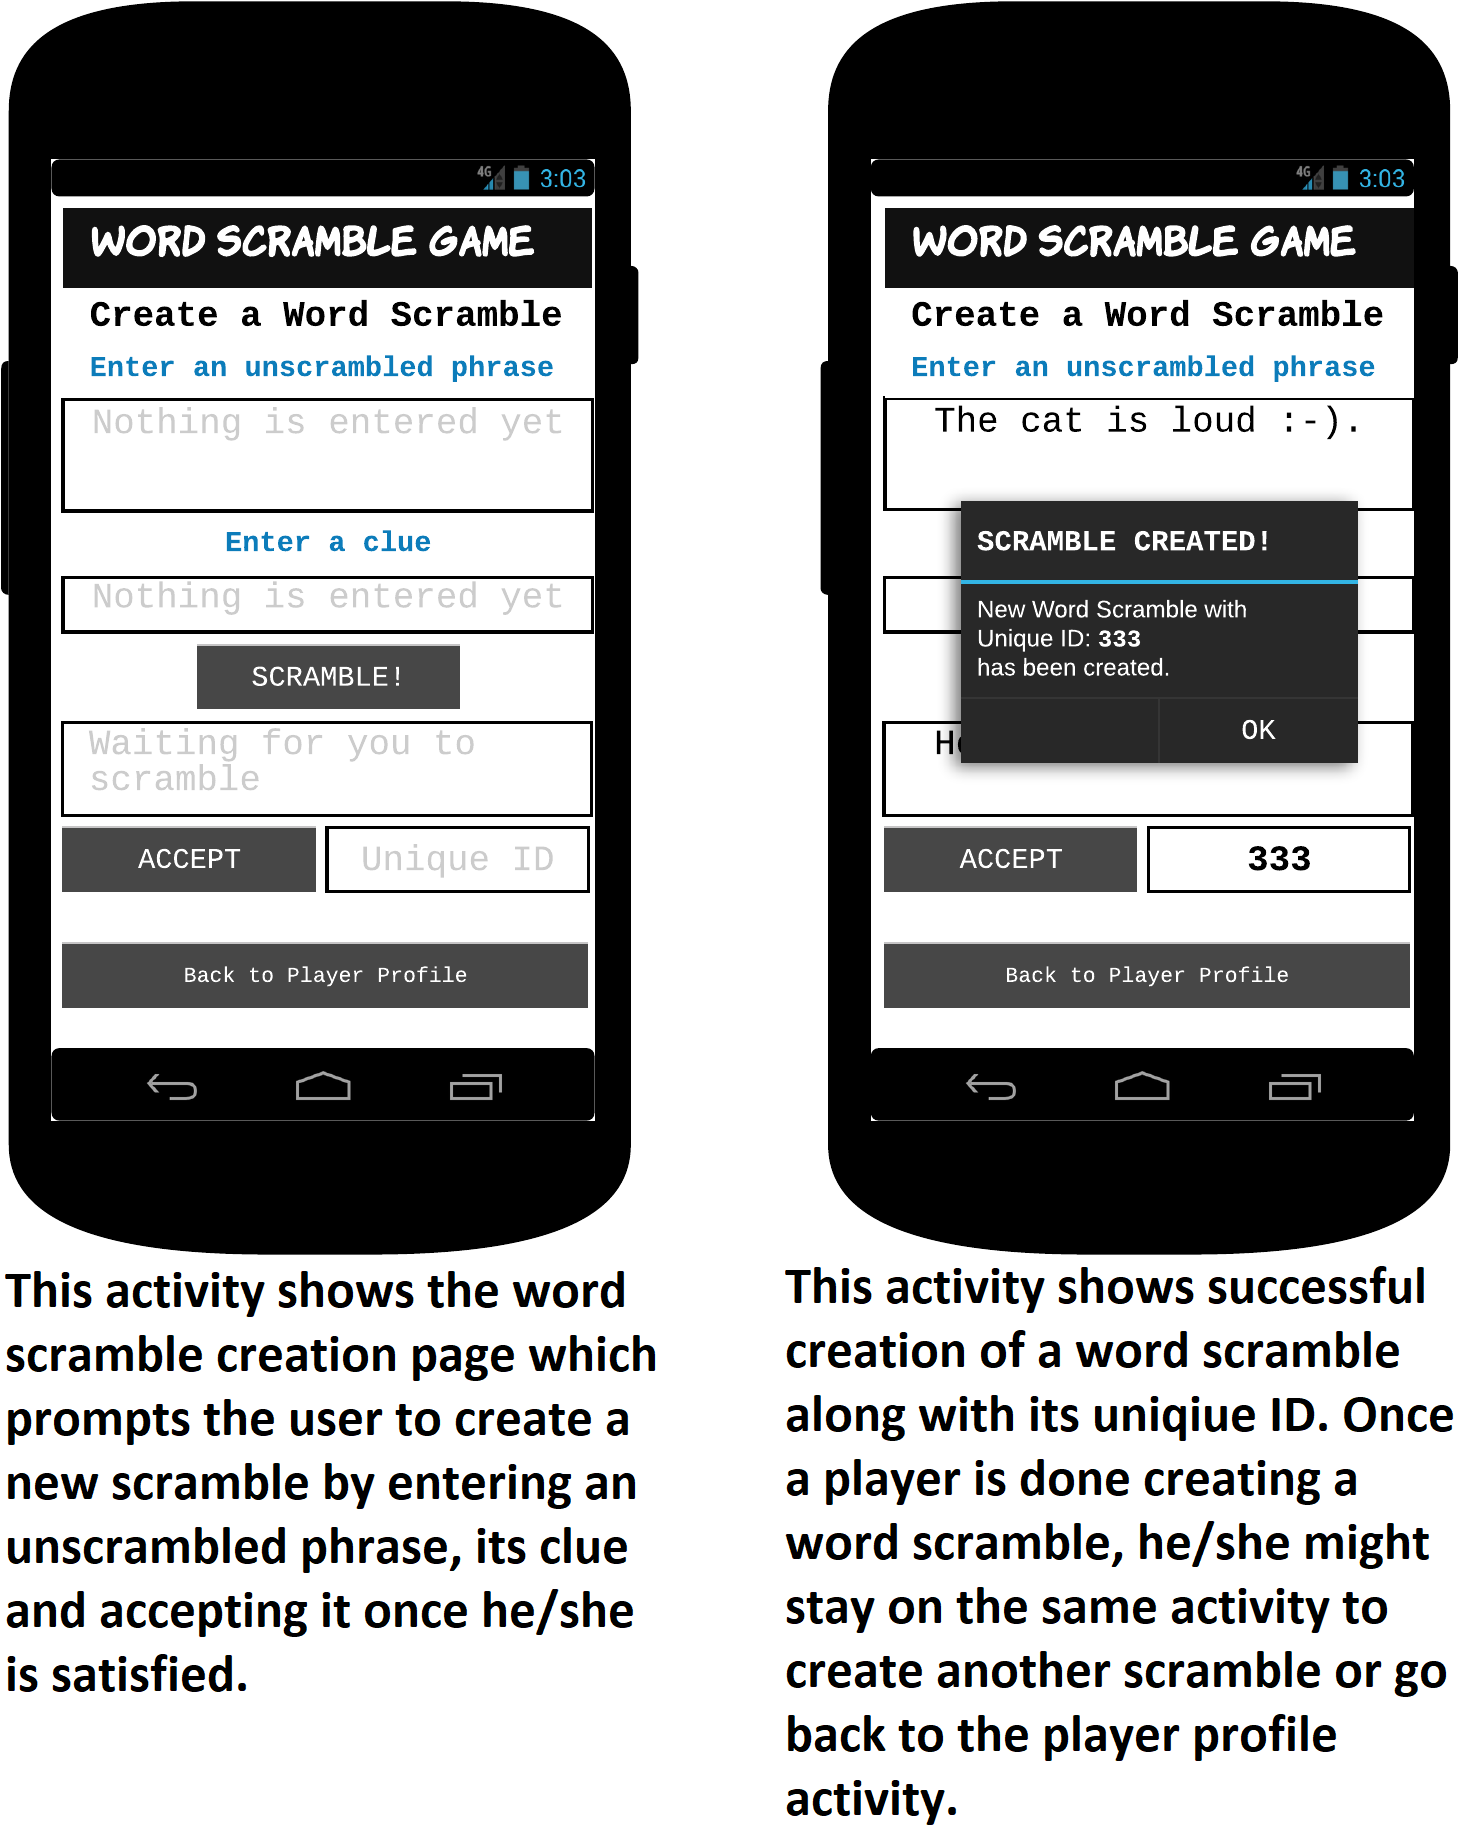 4G 3:03
WORD SCRAMBLE GAME
Create a Word Scramble
Enter an unscrambled phrase
Nothing is entered yet
Enter a clue
Nothing is entered yet
SCRAMBLE!
Waiting for you to
scramble
ACCEPT Unique ID
Back to Player Profile
This activity shows the word
scramble creation page which
prompts the user to create a
new scramble by entering an
unscrambled phrase, its clue
and accepting it once he/she
is satisfied.
4G 3:03
WORD SCRAMBLE GAME
Create a Word Scramble
Enter an unscrambled phrase
The cat is loud :-).
SCRAMBLE CREATED!
New Word Scramble with
Unique ID: 333
has been created.
OK
ACCEPT 333
Back to Player Profile
This activity shows successful
creation of a word scramble
along with its uniqiue ID. Once
a player is done creating a
word scramble, he/she might
stay on the same activity to
create another scramble or go
back to the player profile
activity.